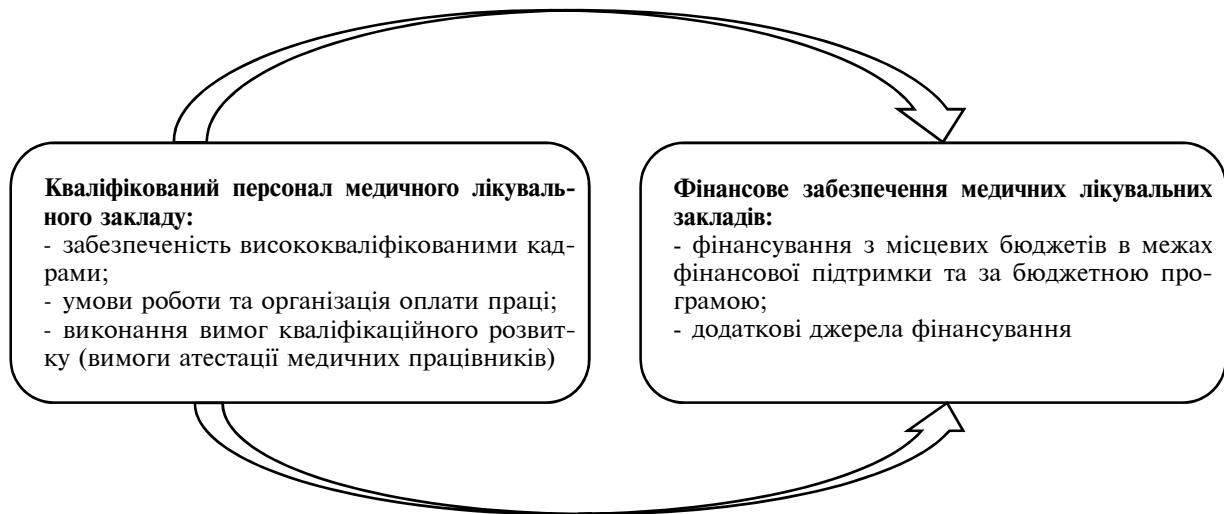 Кваліфікований персонал медичного лікуваль-
ного закладу:
- забезпеченість висококваліфікованими кад-
рами;
- умови роботи та організація оплати праці;
- виконання вимог кваліфікаційного розвит-
ку (вимоги атестації медичних працівників)
Фінансове забезпечення медичних лікувальних
закладів:
- фінансування з місцевих бюджетів в межах
фінансової підтримки та за бюджетною про-
грамою;
- додаткові джерела фінансування